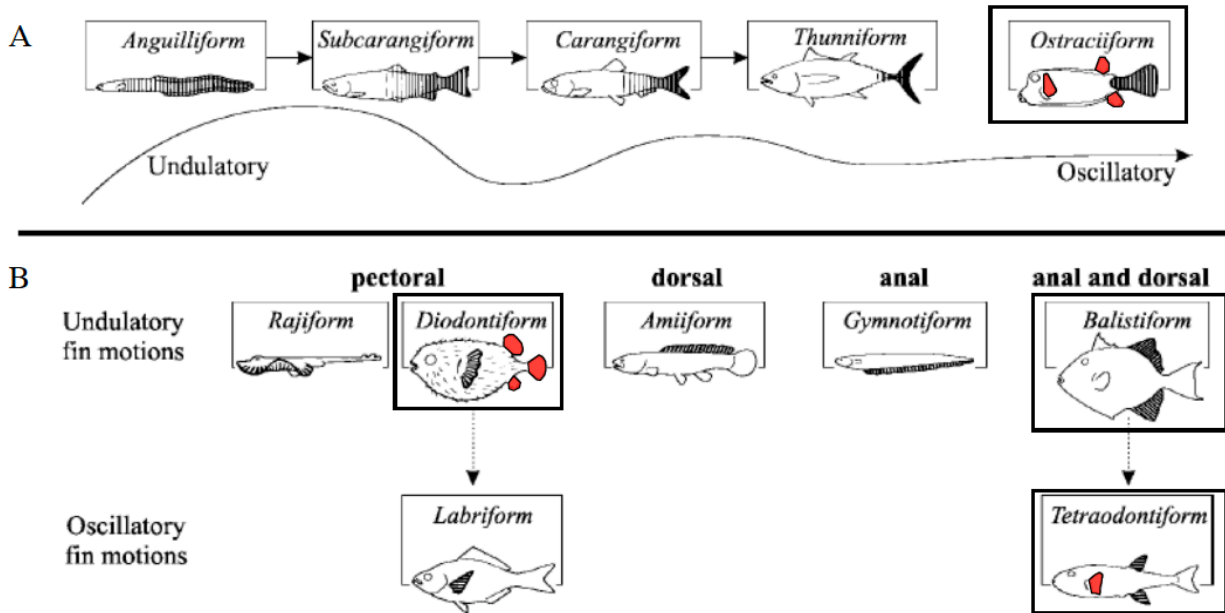 A
Anguilliform Subcarangiform Carangiform Thunniform Ostraciiform
Undulatory
Oscillatory
B
pectoral dorsal anal anal and dorsal
Undulatory
fin motions
Rajiform Diodontiform Amiiform Gymnotiform Balistiform
Oscillatory
fin motions
Labriform Tetraodontiform